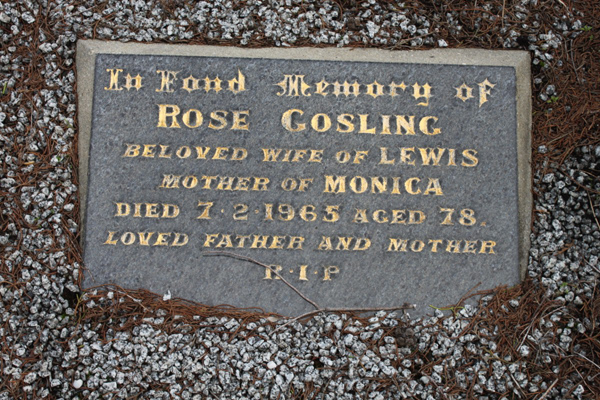 In Fond Memory of
ROSE GOSLING
BELOVED WIFE OF LEWIS
MOTHER OF MONICA
DIED 7·2·1965 AGED 78.
LOVED FATHER AND MOTHER
R·I·P